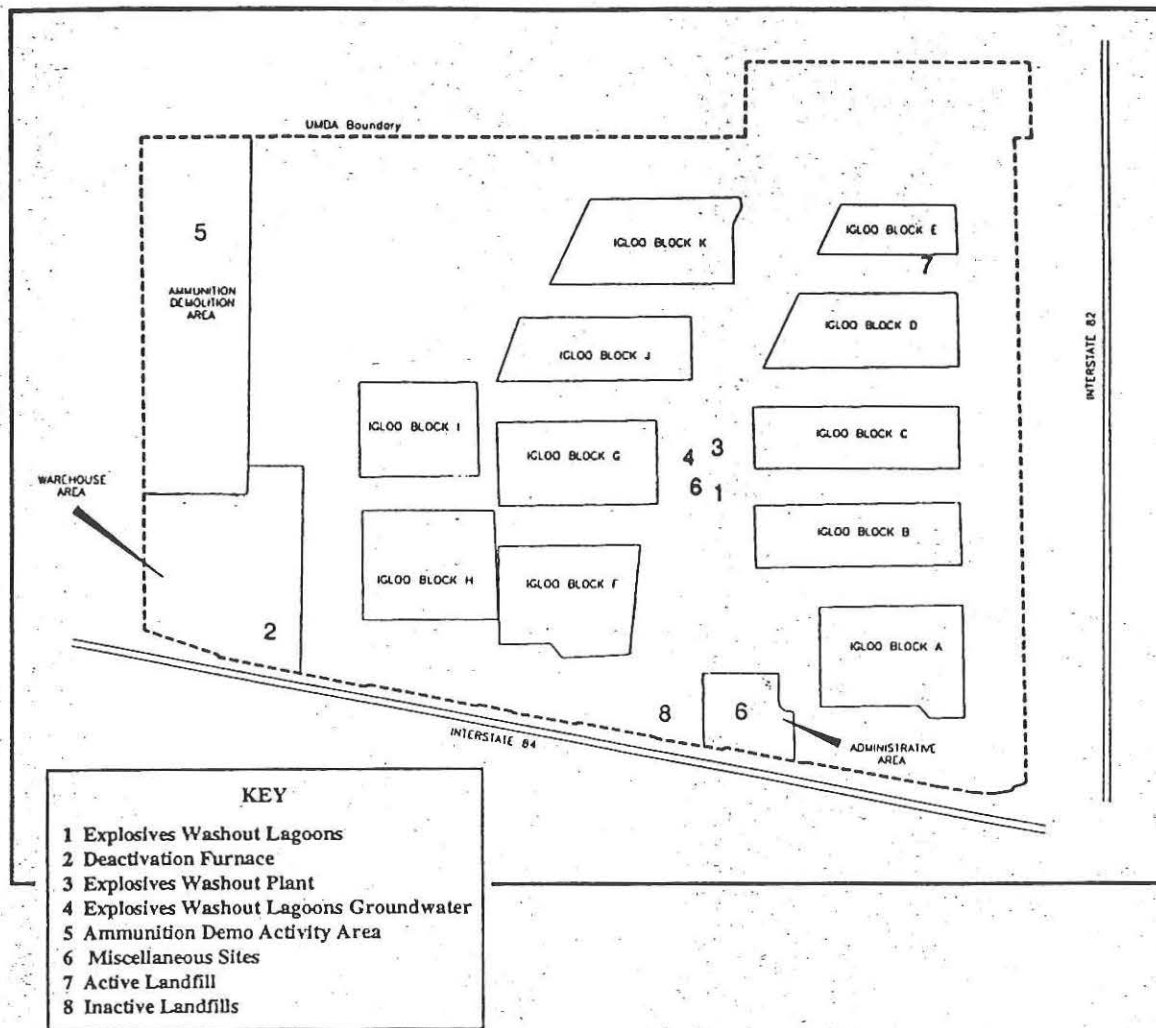 UMDA Boundary
5
AMMUNITION
DEMOLITION
AREA
IGLOO BLOCK K
IGLOO BLOCK E
7
IGLOO BLOCK D
IGLOO BLOCK J
INTERSTATE 82
IGLOO BLOCK I
IGLOO BLOCK G
4
3
6
1
IGLOO BLOCK C
WAREHOUSE
AREA
IGLOO BLOCK B
IGLOO BLOCK H
IGLOO BLOCK F
2
IGLOO BLOCK A
8
6
INTERSTATE 84
ADMINISTRATIVE
AREA
KEY
1 Explosives Washout Lagoons
2 Deactivation Furnace
3 Explosives Washout Plant
4 Explosives Washout Lagoons Groundwater
5 Ammunition Demo Activity Area
6 Miscellaneous Sites
7 Active Landfill
8 Inactive Landfills